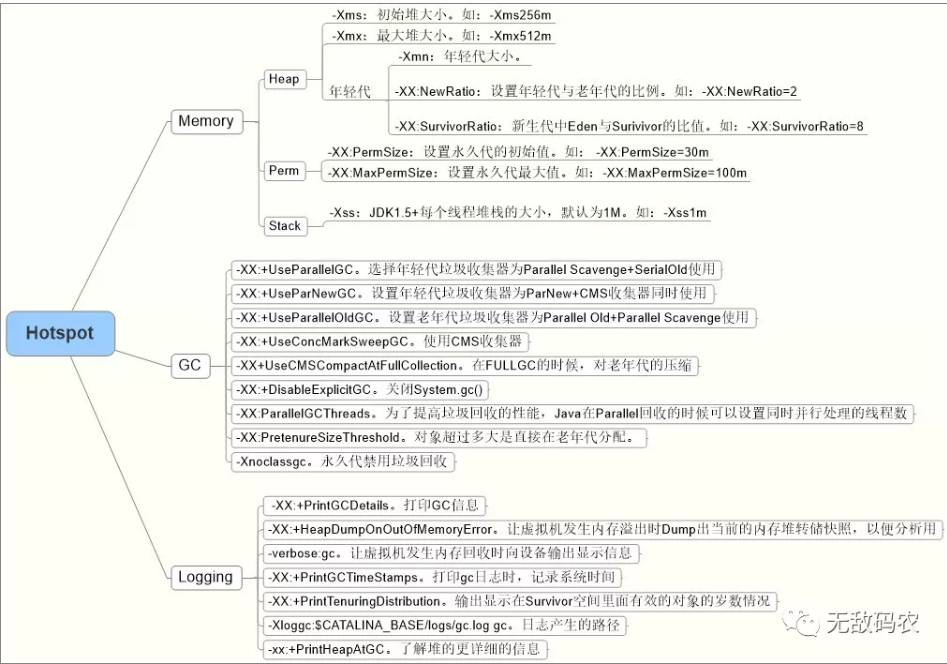 -Xms：初始堆大小。如：-Xms256m
-Xmx：最大堆大小。如：-Xmx512m
-Xmn：年轻代大小。
Heap
年轻代
-XX:NewRatio：设置年轻代与老年代的比例。如：-XX:NewRatio=2
Memory
-XX:SurvivorRatio：新生代中Eden与Surivivor的比值。如：-XX:SurvivorRatio=8
-XX:PermSize：设置永久代的初始值。如： -XX:PermSize=30m
Perm
-XX:MaxPermSize：设置永久代最大值。如：-XX:MaxPermSize=100m
-Xss：JDK1.5+每个线程堆栈的大小，默认为1M。如：-Xss1m
Stack
-XX:+UseParallelGC。选择年轻代垃圾收集器为Parallel Scavenge+SerialOld使用
-XX:+UseParNewGC。设置年轻代垃圾收集器为ParNew+CMS收集器同时使用
-XX:+UseParallelOldGC。设置老年代垃圾收集器为Parallel Old+Parallel Scavenge使用
Hotspot
-XX:+UseConcMarkSweepGC。使用CMS收集器
GC
-XX+UseCMSCompactAtFullCollection。在FULLGC的时候，对老年代的压缩
-XX:+DisableExplicitGC。关闭System.gc()
-XX:ParallelGCThreads。为了提高垃圾回收的性能，Java在Parallel回收的时候可以设置同时并行处理的线程数
-XX:PretenureSizeThreshold。对象超过多大是直接在老年代分配。
-Xnoclassgc。永久代禁用垃圾回收
-XX:+PrintGCDetails。打印GC信息
-XX:+HeapDumpOnOutOfMemoryError。让虚拟机发生内存溢出时Dump出当前的内存堆转储快照，以便分析用
-verbose:gc。让虚拟机发生内存回收时向设备输出显示信息
Logging
-XX:+PrintGCTimeStamps。打印gc日志时，记录系统时间
-XX:+PrintTenuringDistribution。输出显示在Survivor空间里面有效的对象的岁数情况
-Xloggc:$CATALINA_BASE/logs/gc.log gc。日志产生的路径
-xx:+PrintHeapAtGC。了解堆的更详细的信息
无敌码农